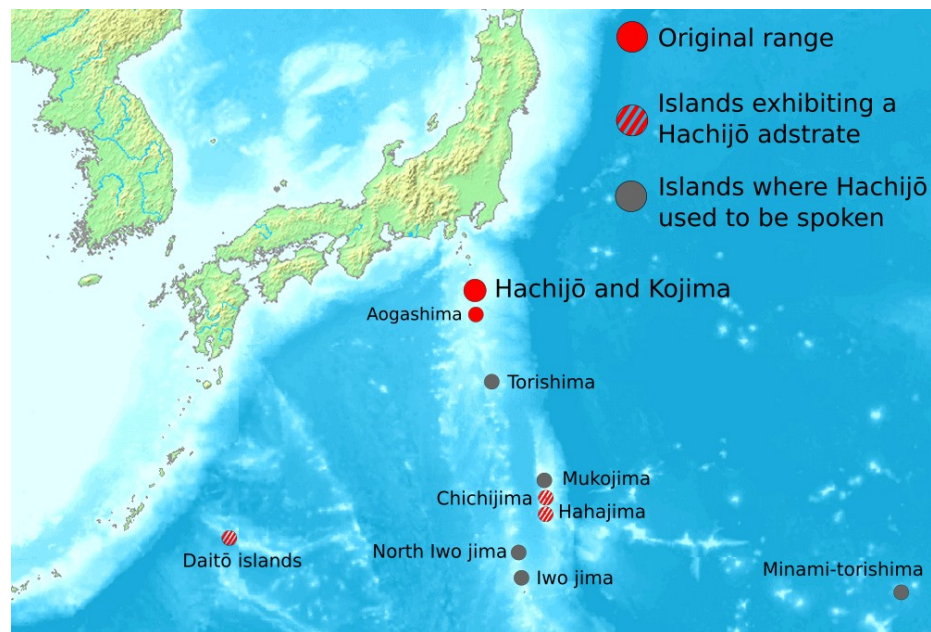 Original range
Islands exhibiting a
Hachijō adstrate
Islands where Hachijō
used to be spoken
Hachijō and Kojima
Aogashima
Torishima
Mukojima
Chichijima
Hahajima
Daitō islands
North Iwo jima
Iwo jima
Minami-torishima